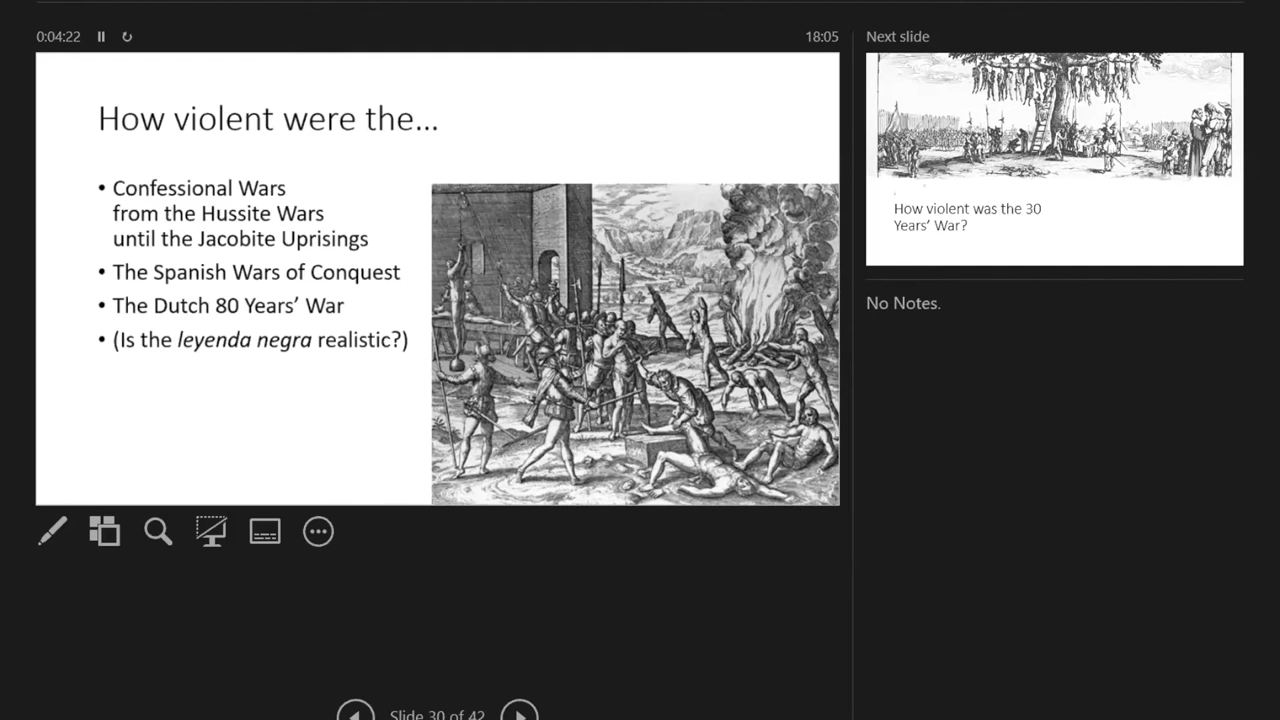 0:04:22
18:05
Next slide
How violent were the...
• Confessional Wars
from the Hussite Wars
until the Jacobite Uprisings
• The Spanish Wars of Conquest
• The Dutch 80 Years’ War
• (Is the leyenda negra realistic?)
How violent was the 30
Years’ War?
No Notes.
Slide 30 of 42